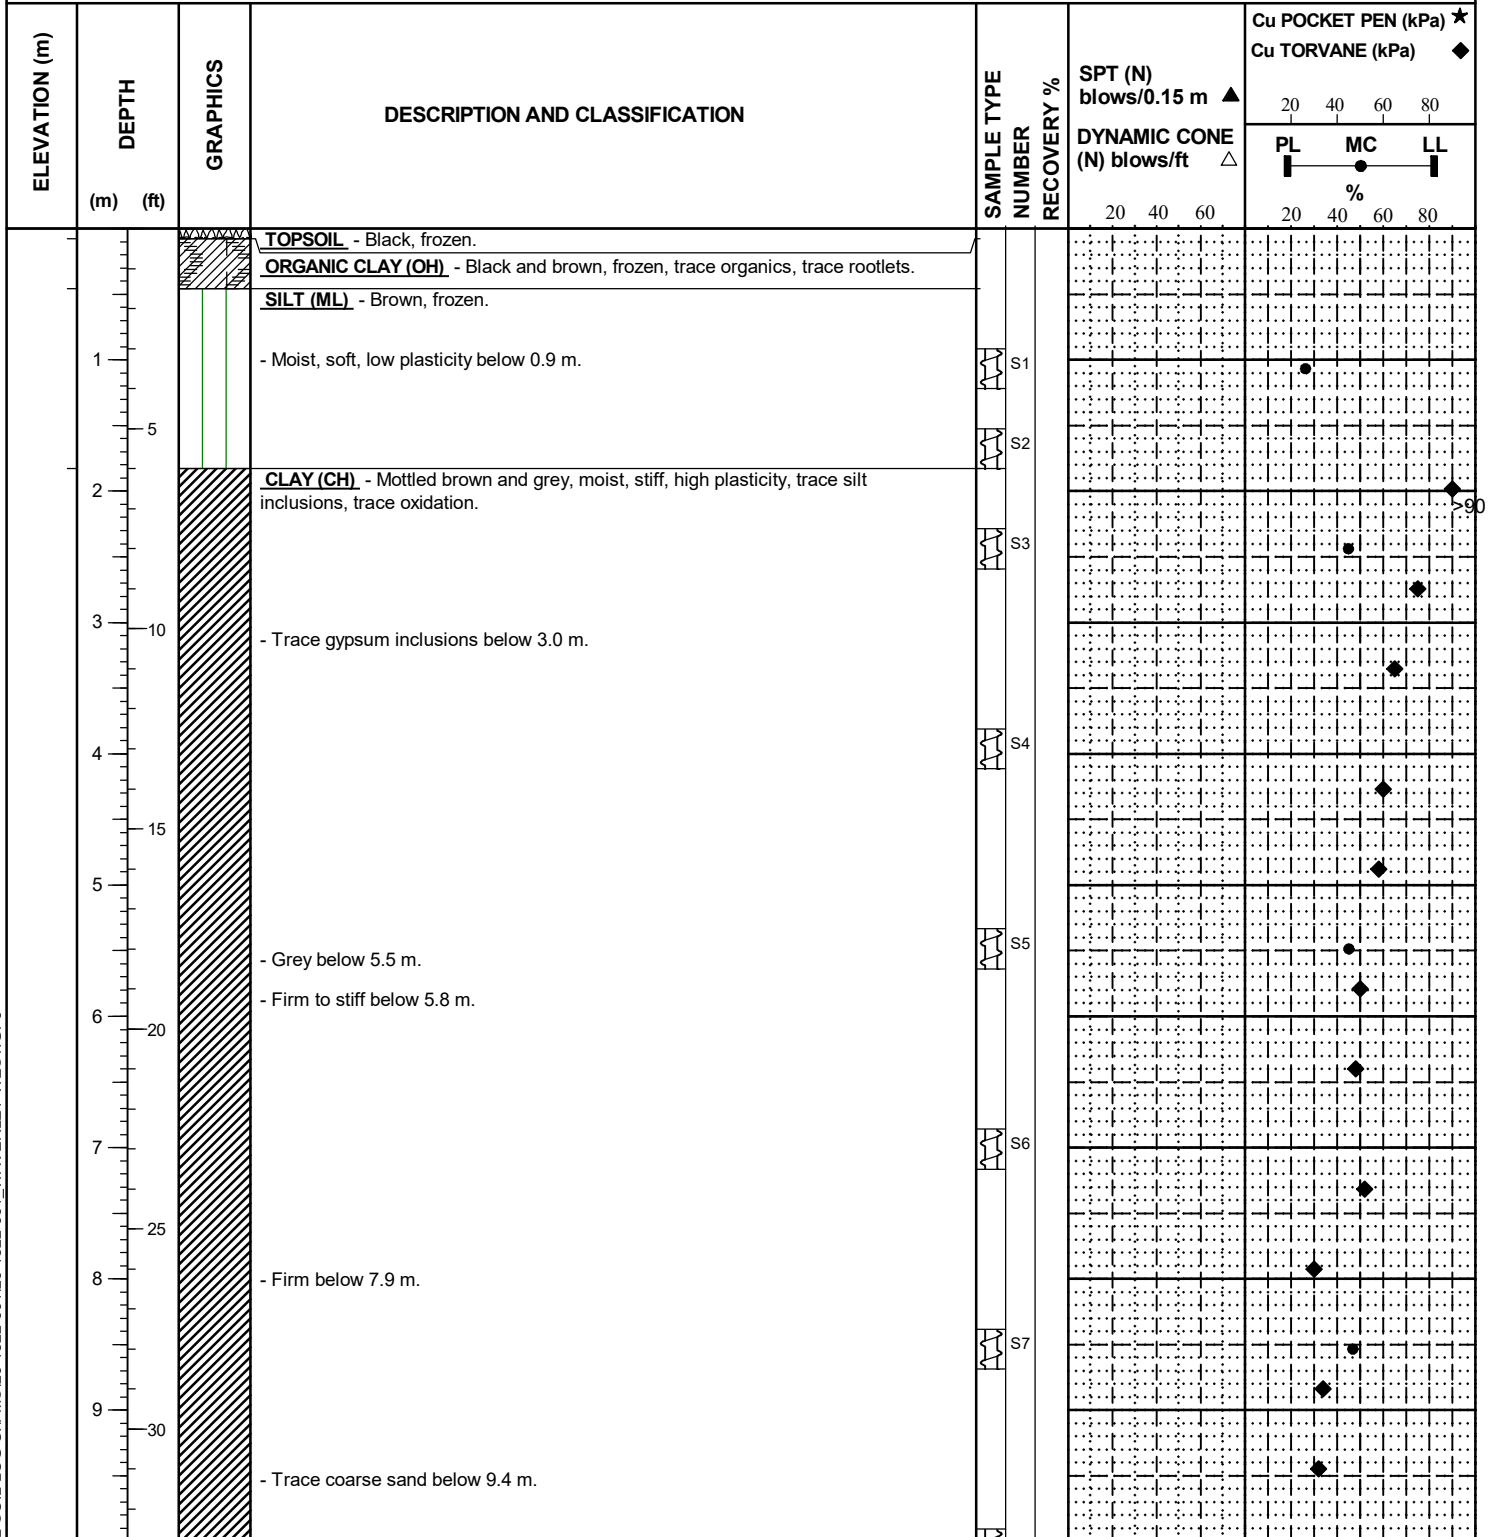 ELEVATION (m)
DEPTH
(m) (ft)
GRAPHICS
DESCRIPTION AND CLASSIFICATION
SAMPLE TYPE
NUMBER
RECOVERY %
SPT (N)
blows/0.15 m
DYNAMIC CONE
(N) blows/ft
20 40 60
Cu POCKET PEN (kPa)
Cu TORVANE (kPa)
20 40 60 80
PL MC LL
%
20 40 60 80
TOPSOIL - Black, frozen.
ORGANIC CLAY (OH) - Black and brown, frozen, trace organics, trace rootlets.
SILT (ML) - Brown, frozen.
1 - Moist, soft, low plasticity below 0.9 m. S1
5 S2
CLAY (CH) - Mottled brown and grey, moist, stiff, high plasticity, trace silt
2 inclusions, trace oxidation. >90
S3
3 10 - Trace gypsum inclusions below 3.0 m.
S4
4
15
5
S5
- Grey below 5.5 m.
- Firm to stiff below 5.8 m.
6
20
7 S6
25
8 - Firm below 7.9 m.
S7
9
30
- Trace coarse sand below 9.4 m.